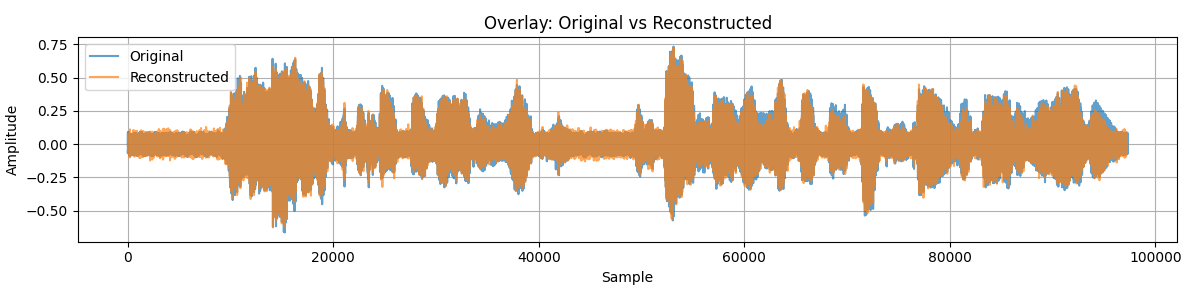 Overlay: Original vs Reconstructed
Original
Reconstructed
Amplitude
0.75
0.50
0.25
0.00
−0.25
−0.50
0 20000 40000 60000 80000 100000
Sample